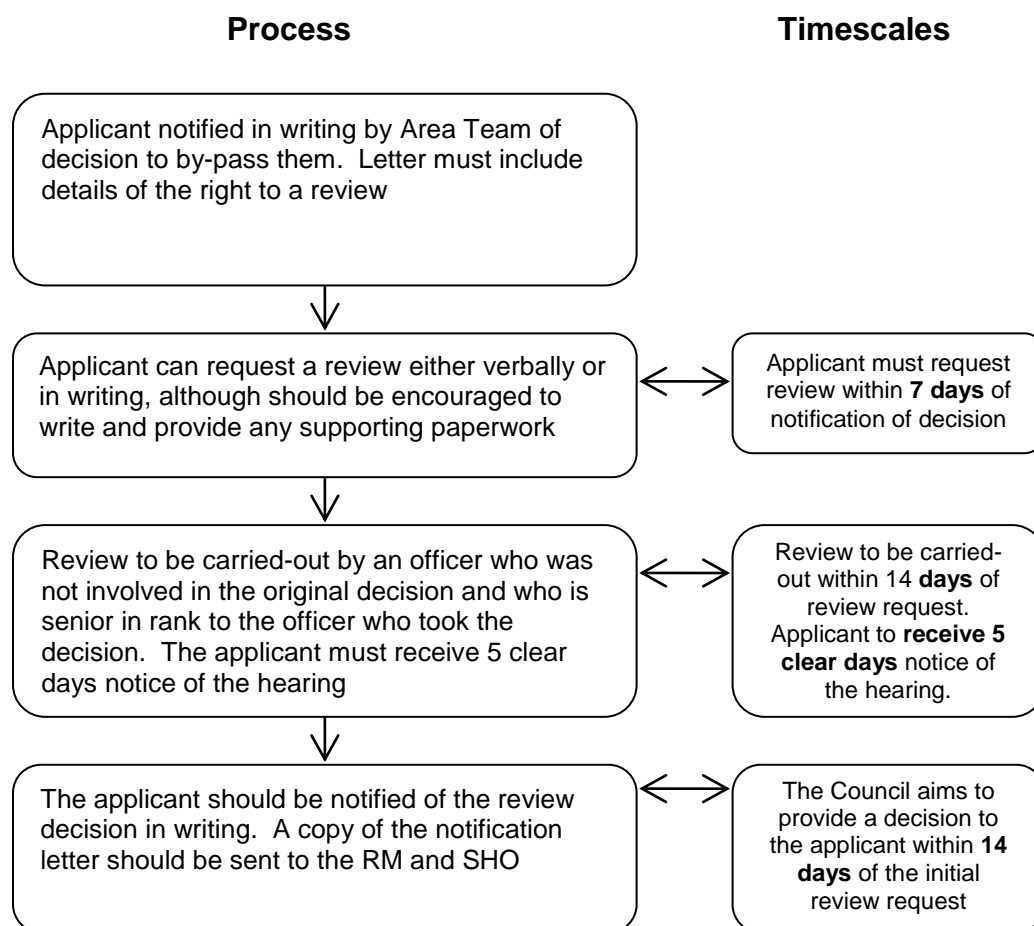 Process
Timescales
Applicant notified in writing by Area Team of
decision to by-pass them.  Letter must include
details of the right to a review
Applicant can request a review either verbally or
in writing, although should be encouraged to
write and provide any supporting paperwork
Applicant must request
review within 7 days of
notification of decision
Review to be carried-out by an officer who was
not involved in the original decision and who is
senior in rank to the officer who took the
decision.  The applicant must receive 5 clear
days notice of the hearing
Review to be carried-
out within 14 days of
review request.
Applicant to receive 5
clear days notice of
the hearing.
The applicant should be notified of the review
decision in writing.  A copy of the notification
letter should be sent to the RM and SHO
The Council aims to
provide a decision to
the applicant within 14
days of the initial
review request